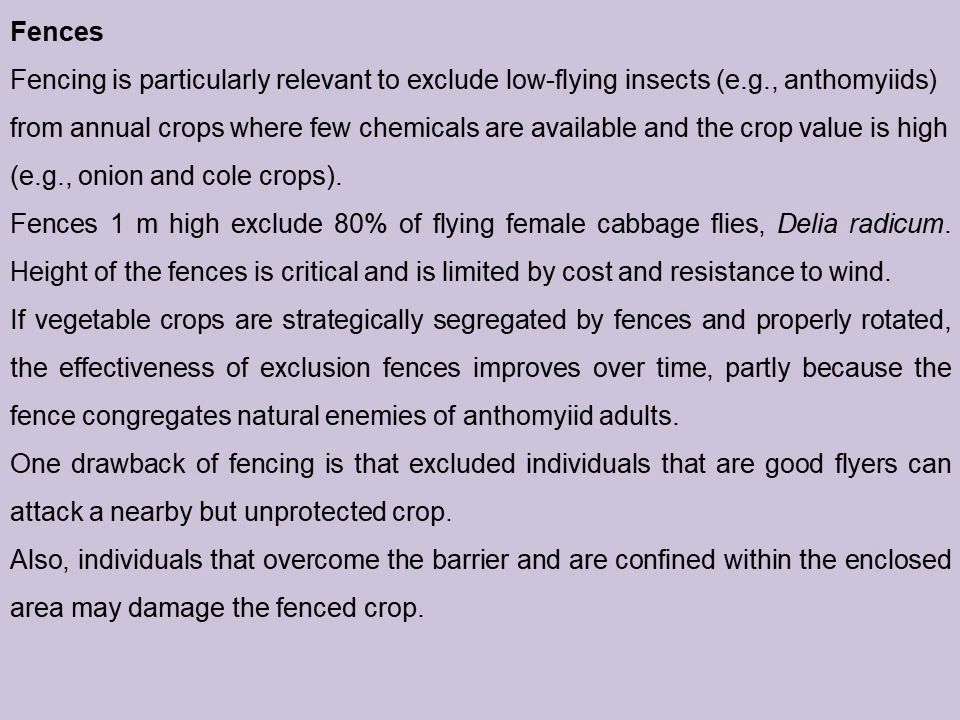 Fences
Fencing is particularly relevant to exclude low-flying insects (e.g., anthomyiids)
from annual crops where few chemicals are available and the crop value is high
(e.g., onion and cole crops).
Fences 1 m high exclude 80% of flying female cabbage flies, Delia radicum.
Height of the fences is critical and is limited by cost and resistance to wind.
If vegetable crops are strategically segregated by fences and properly rotated,
the effectiveness of exclusion fences improves over time, partly because the
fence congregates natural enemies of anthomyiid adults.
One drawback of fencing is that excluded individuals that are good flyers can
attack a nearby but unprotected crop.
Also, individuals that overcome the barrier and are confined within the enclosed
area may damage the fenced crop.